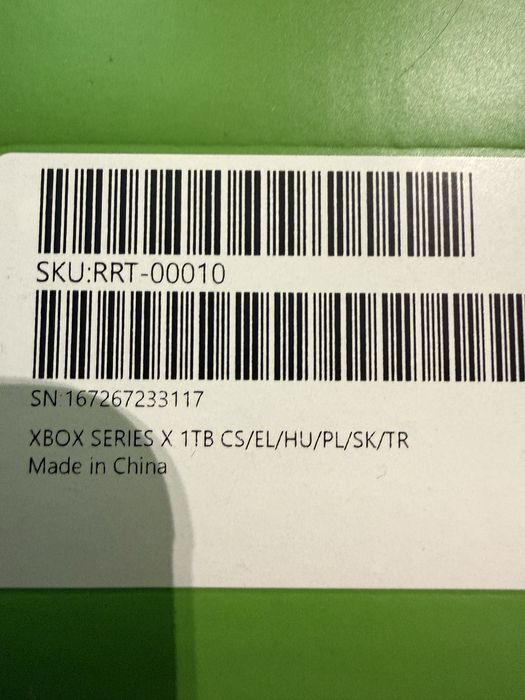 SKU:RRT-00010
SN:167267233117
XBOX SERIES X 1TB CS/EL/HU/PL/SK/TR
Made in China